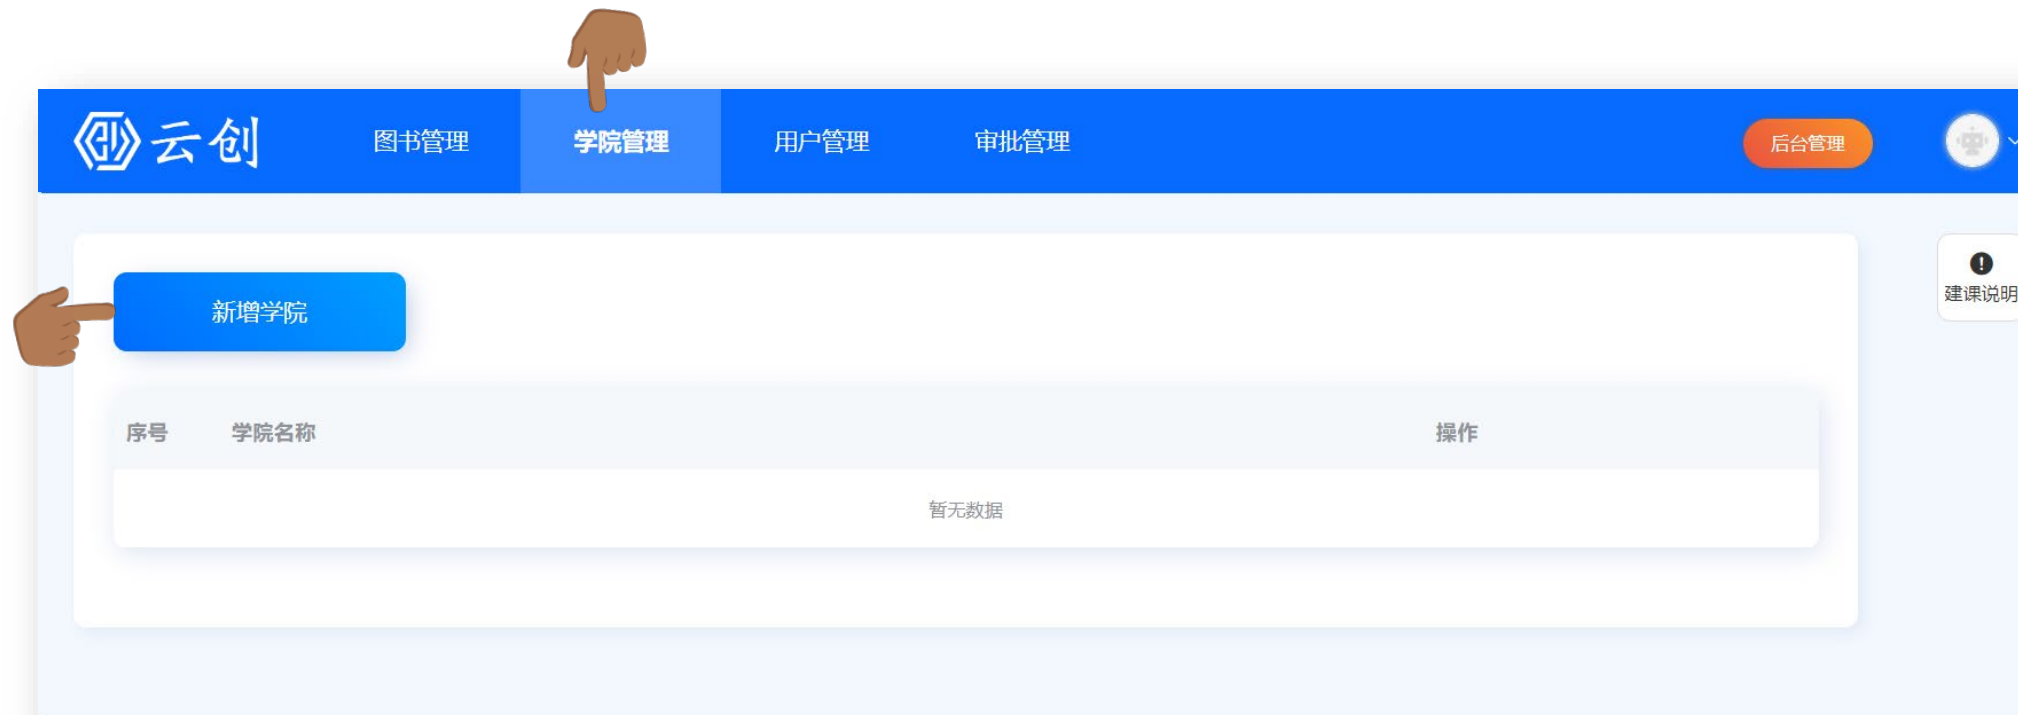 云创
图书管理
学院管理
用户管理
审批管理
后台管理
建课说明
新增学院
序号 学院名称 操作
暂无数据